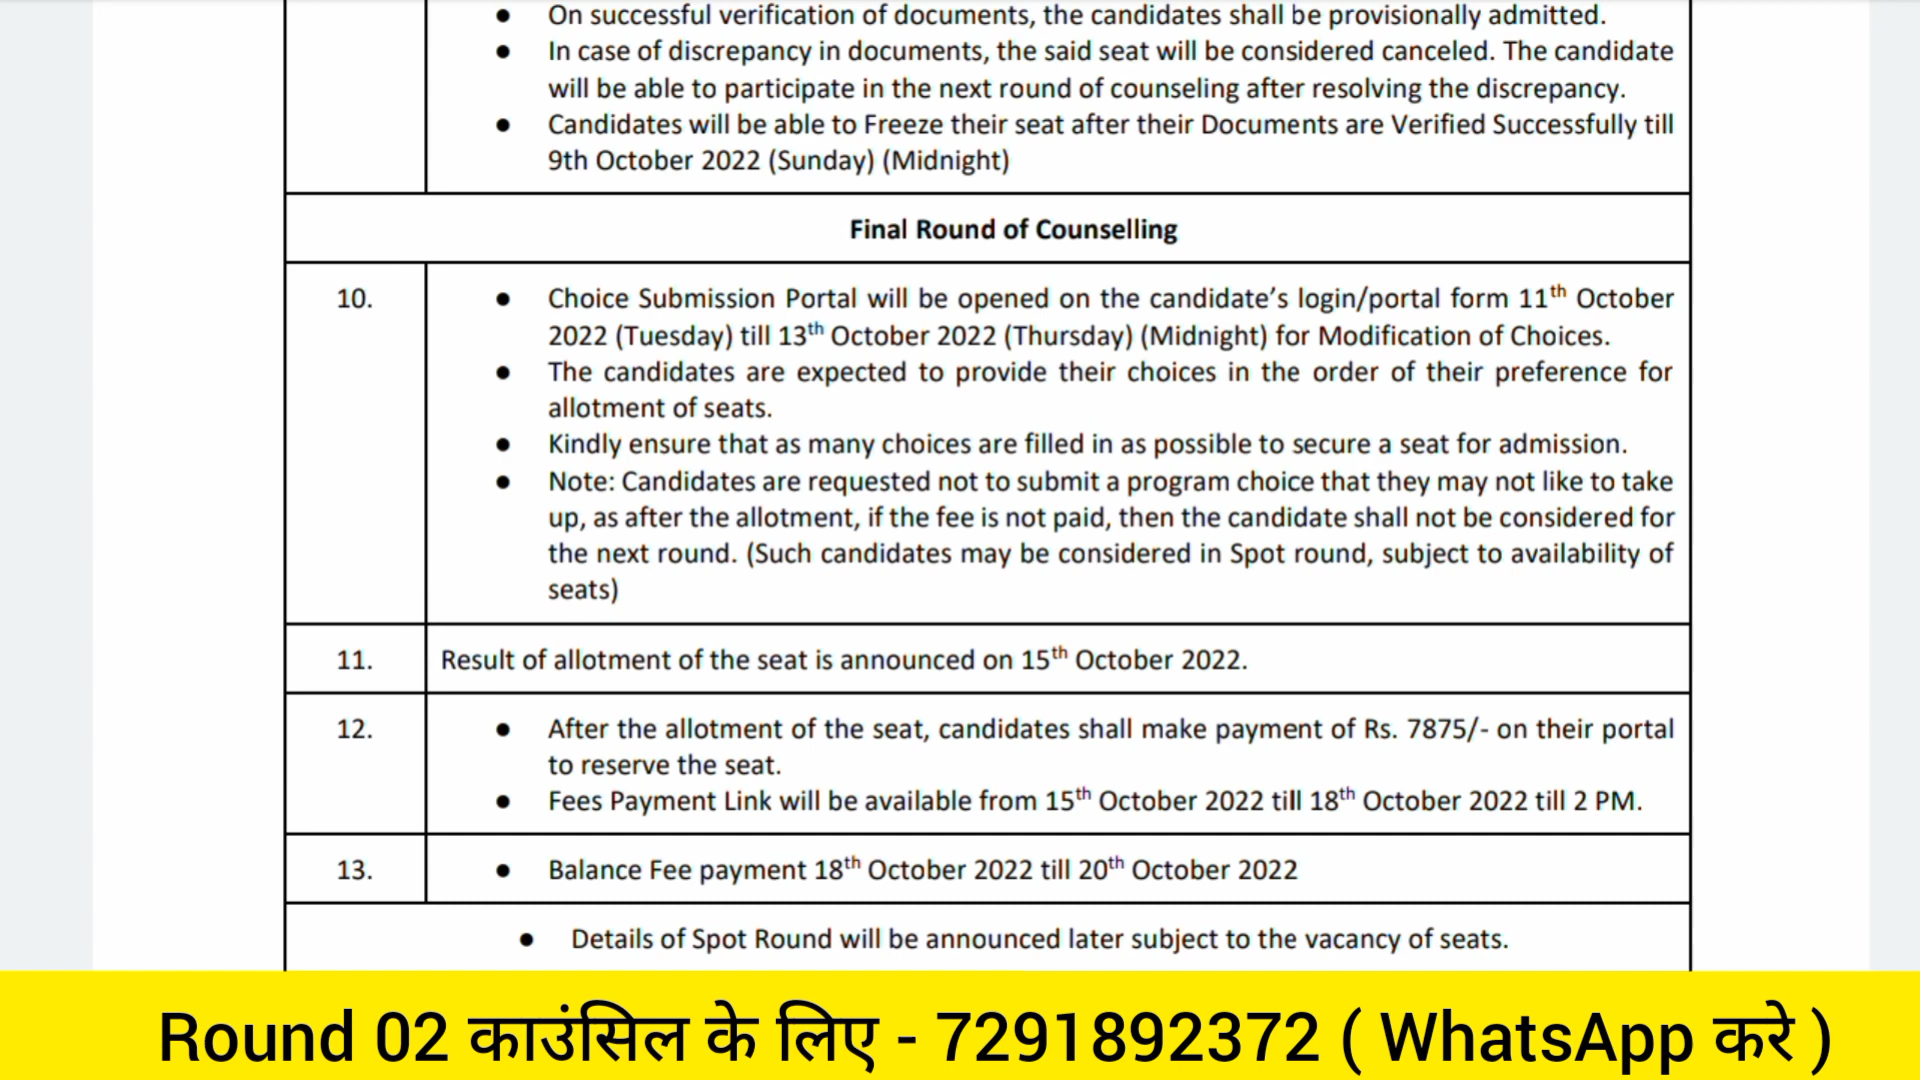 • On successful verification of documents, the candidates shall be provisionally admitted.
• In case of discrepancy in documents, the said seat will be considered canceled. The candidate
will be able to participate in the next round of counseling after resolving the discrepancy.
• Candidates will be able to Freeze their seat after their Documents are Verified Successfully till
9th October 2022 (Sunday) (Midnight)
Final Round of Counselling
10. • Choice Submission Portal will be opened on the candidate’s login/portal form 11th October
2022 (Tuesday) till 13th October 2022 (Thursday) (Midnight) for Modification of Choices.
• The candidates are expected to provide their choices in the order of their preference for
allotment of seats.
• Kindly ensure that as many choices are filled in as possible to secure a seat for admission.
• Note: Candidates are requested not to submit a program choice that they may not like to take
up, as after the allotment, if the fee is not paid, then the candidate shall not be considered for
the next round. (Such candidates may be considered in Spot round, subject to availability of
seats)
11. Result of allotment of the seat is announced on 15th October 2022.
12. • After the allotment of the seat, candidates shall make payment of Rs. 7875/- on their portal
to reserve the seat.
• Fees Payment Link will be available from 15th October 2022 till 18th October 2022 till 2 PM.
13. • Balance Fee payment 18th October 2022 till 20th October 2022
• Details of Spot Round will be announced later subject to the vacancy of seats.
Round 02 काउंसिल के लिए - 7291892372 ( WhatsApp करे )